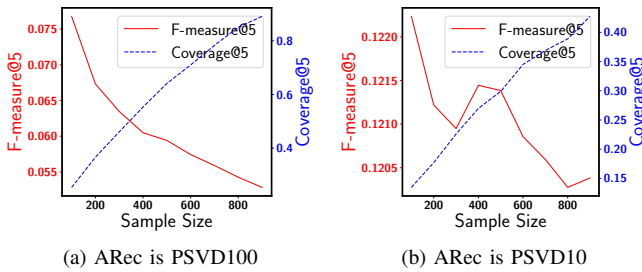 F-measure@5
0.075
0.070
0.065
0.060
0.055
F-measure@5
Coverage@5
0.8
0.6
0.4
Coverage@5
200 400 600 800
Sample Size
(a) ARec is PSVD100
F-measure@5
0.1220
0.1215
0.1210
0.1205
F-measure@5
Coverage@5
0.40
0.35
0.30
0.25
0.20
0.15
Coverage@5
200 400 600 800
Sample Size
(b) ARec is PSVD10